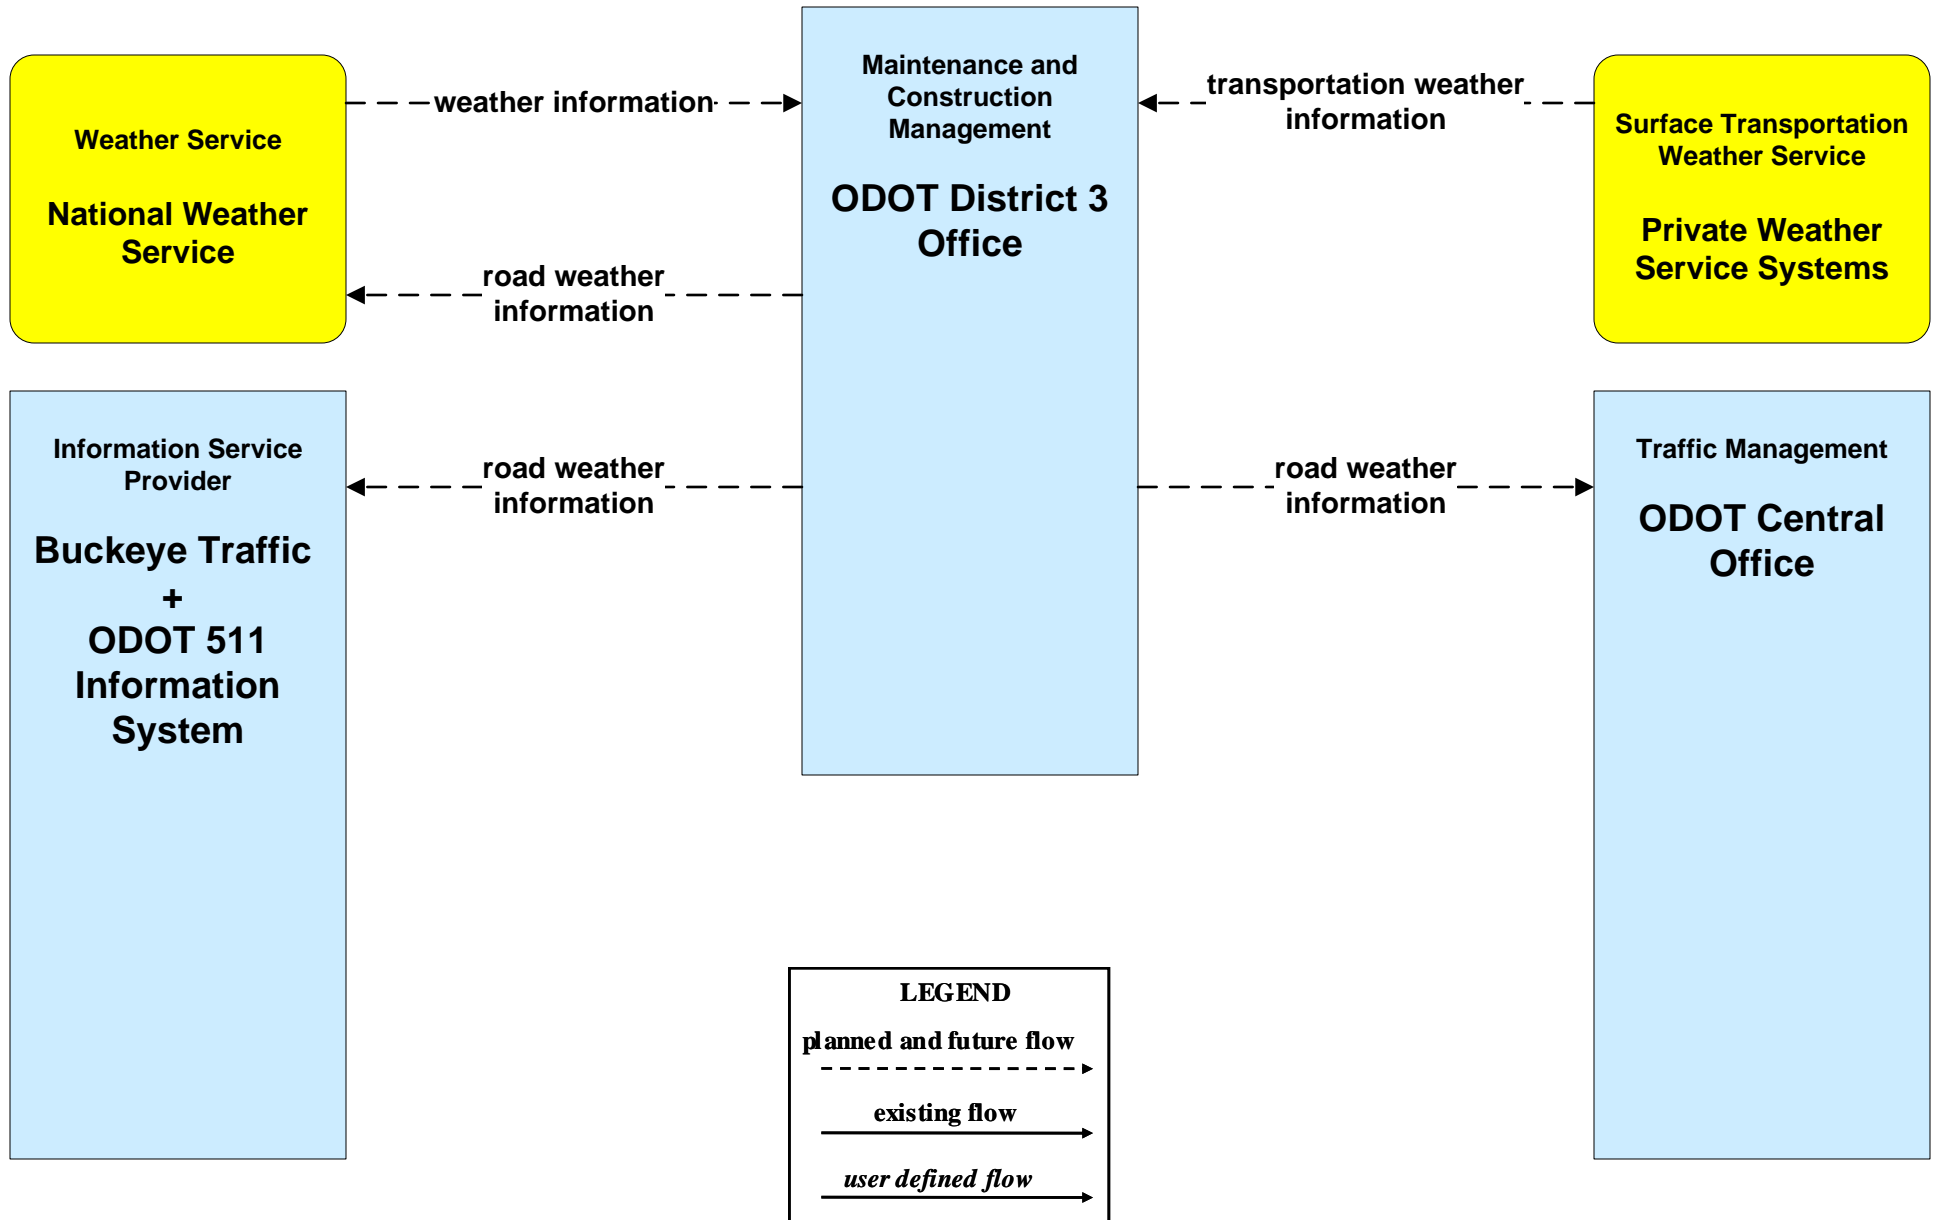 Weather Service
National Weather
Service
weather information
road weather
information
Maintenance and
Construction
Management
ODOT District 3
Office
transportation weather
information
Surface Transportation
Weather Service
Private Weather
Service Systems
Information Service
Provider
Buckeye Traffic
+
ODOT 511
Information
System
road weather
information
road weather
information
Traffic Management
ODOT Central
Office
LEGEND
planned and future flow
existing flow
user defined flow